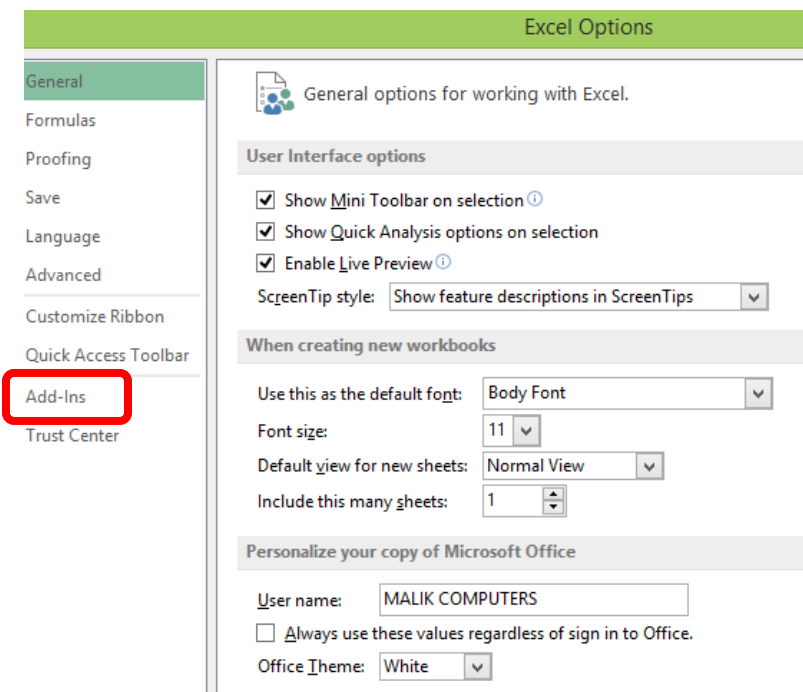 Excel Options
General
Formulas
Proofing
Save
Language
Advanced
Customize Ribbon
Quick Access Toolbar
Add-Ins
Trust Center
General options for working with Excel.
User Interface options
Show Mini Toolbar on selection
Show Quick Analysis options on selection
Enable Live Preview
ScreenTip style: Show feature descriptions in ScreenTips
When creating new workbooks
Use this as the default font: Body Font
Font size: 11
Default view for new sheets: Normal View
Include this many sheets: 1
Personalize your copy of Microsoft Office
User name: MALIK COMPUTERS
Always use these values regardless of sign in to Office.
Office Theme: White